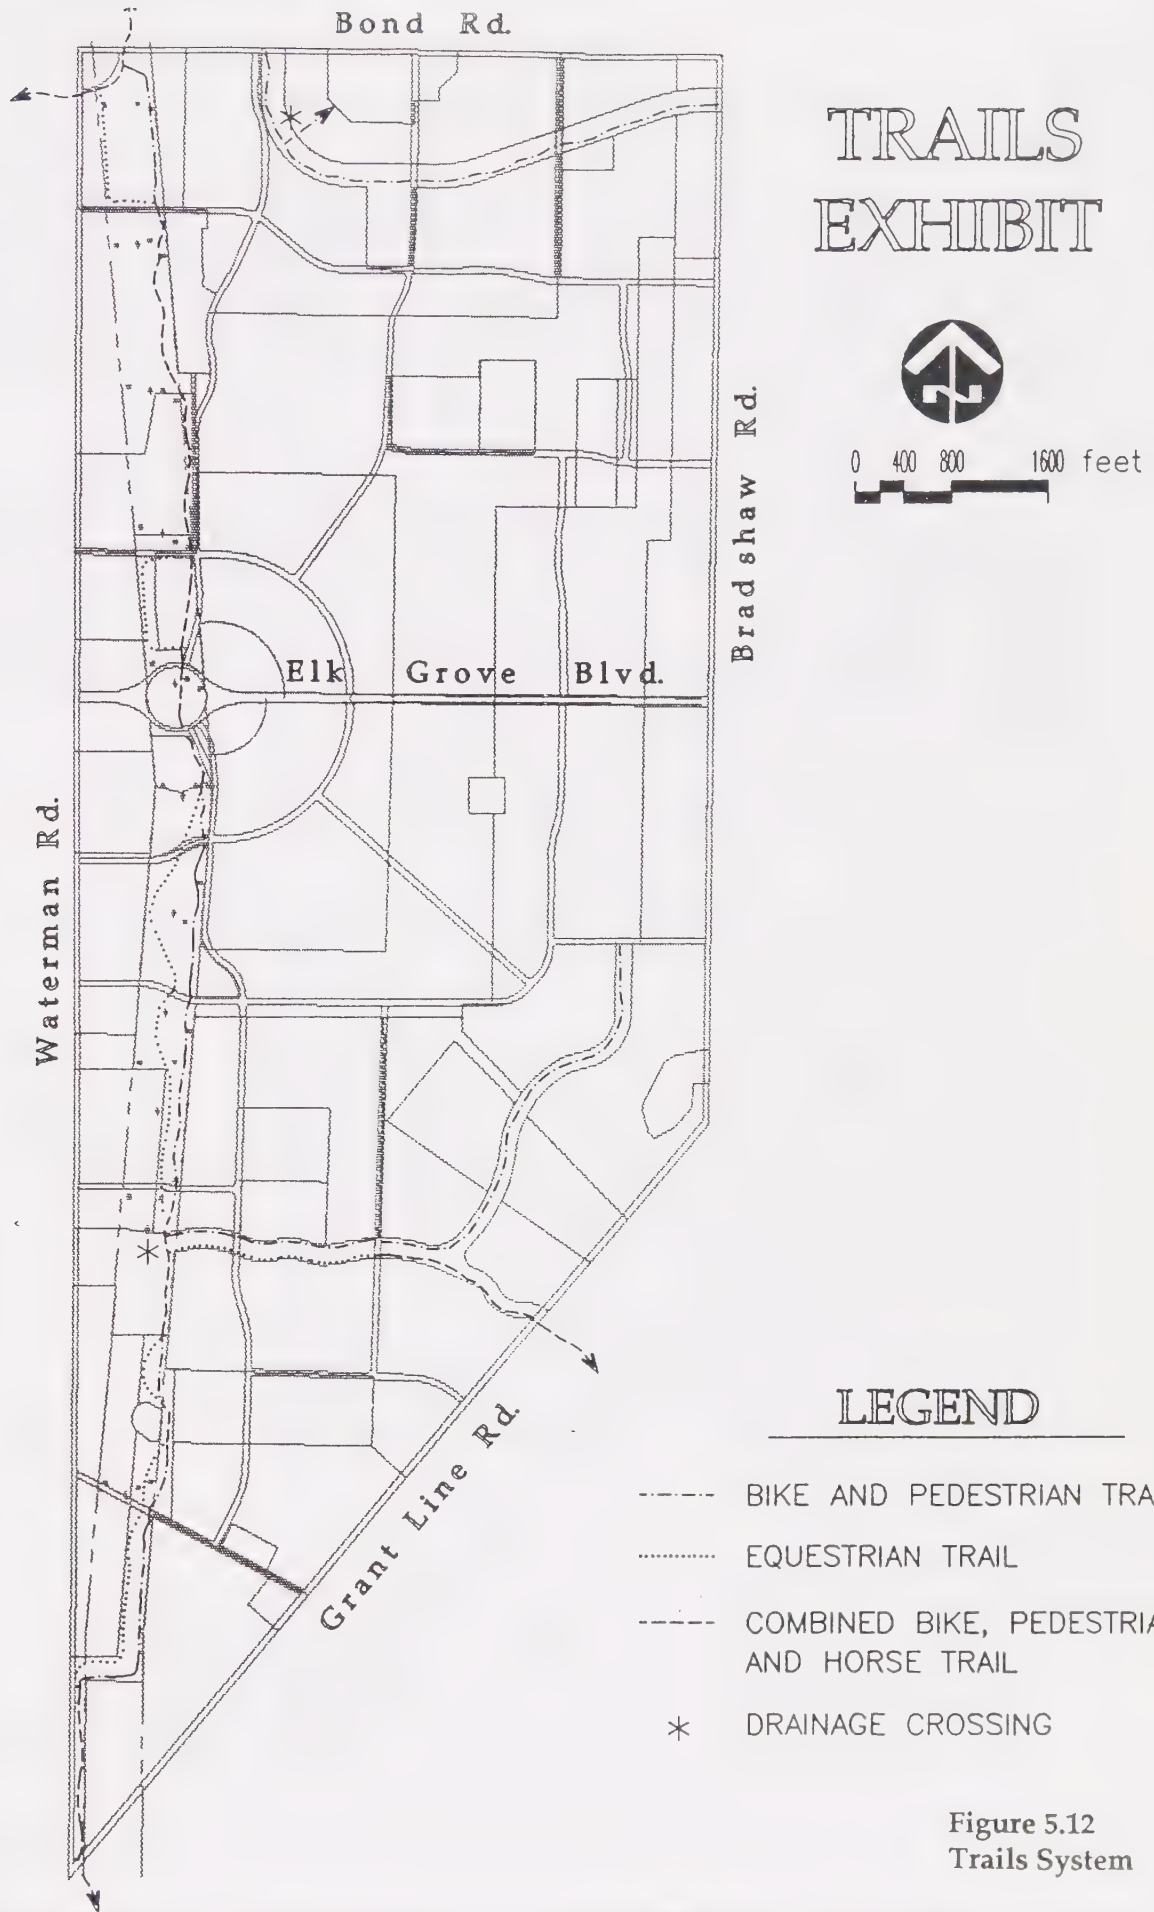 Bond Rd.
TRAILS
EXHIBIT
N
0 400 800 1600 feet
Bradshaw Rd.
Elk Grove Blvd.
Waterman Rd.
Grant Line Rd.
LEGEND
BIKE AND PEDESTRIAN TRA
EQUESTRIAN TRAIL
COMBINED BIKE, PEDESTRIA
AND HORSE TRAIL
DRAINAGE CROSSING
Figure 5.12
Trails System